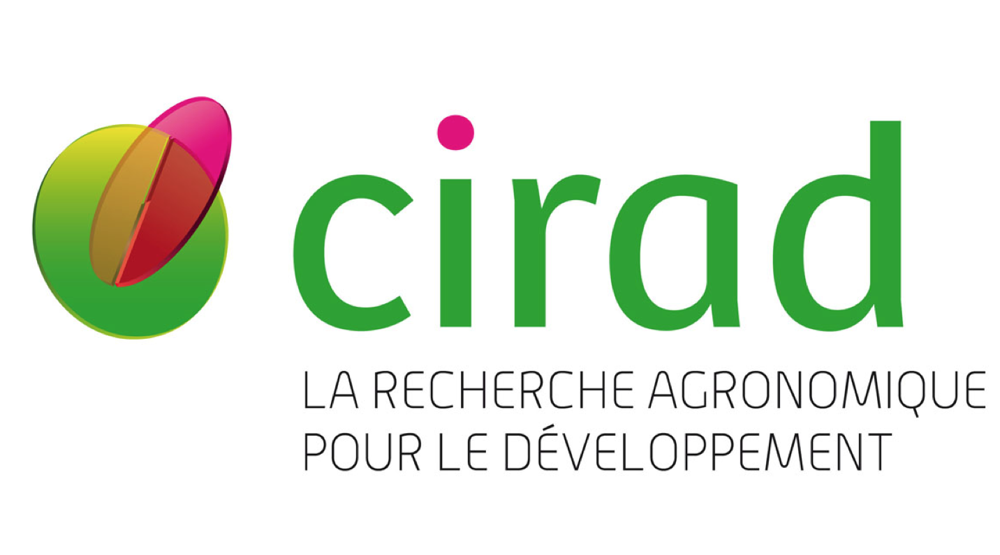 cirad
LA RECHERCHE AGRONOMIQUE
POUR LE DÉVELOPPEMENT